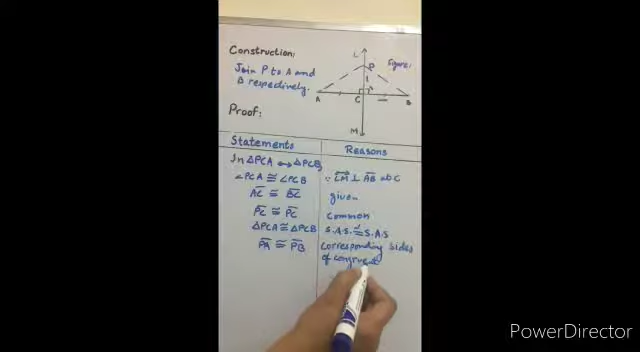 Construction:
Join P to A and
B respectively.
L
P
Figure:
1
A
C
B
M
Proof:
Statements
Reasons
In ΔPCA ↔ ΔPCB
∠PCA ≅ ∠PCB
∵ LM ⊥ AB at C
AC ≅ BC
given
PC ≅ PC
common
ΔPCA ≅ ΔPCB
S.A.S. ≅ S.A.S
PA ≅ PB
corresponding sides
of congruent
PowerDirector